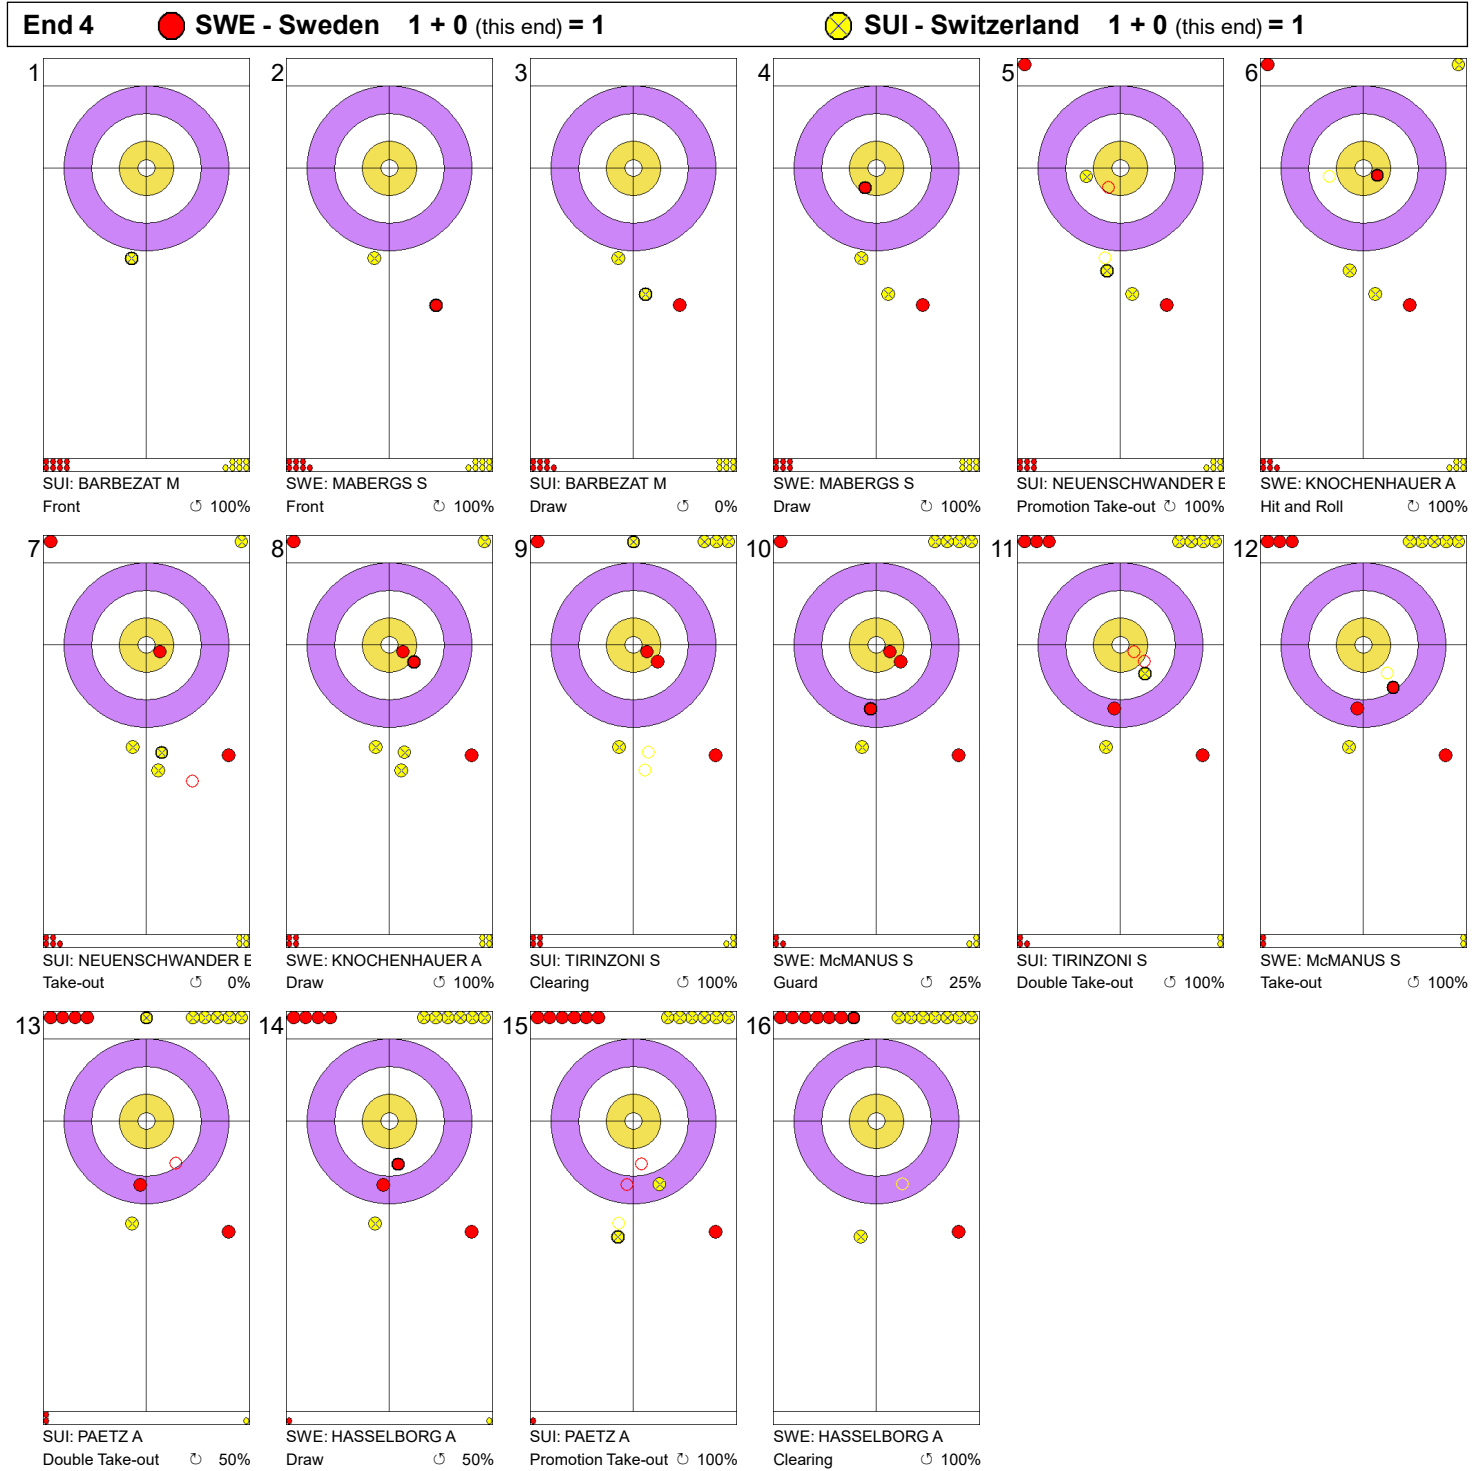 End 4 SWE - Sweden 1 + 0 (this end) = 1 SUI - Switzerland 1 + 0 (this end) = 1
1 2 3 4 5 6
SUI: BARBEZAT M SWE: MABERGS S SUI: BARBEZAT M SWE: MABERGS S SUI: NEUENSCHWANDER E SWE: KNOCHENHAUER A
Front ↺ 100% Front ↺ 100% Draw ↺ 0% Draw ↻ 100% Promotion Take-out ↻ 100% Hit and Roll ↻ 100%
7 8 9 10 11 12
SUI: NEUENSCHWANDER E SWE: KNOCHENHAUER A SUI: TIRINZONI S SWE: McMANUS S SUI: TIRINZONI S SWE: McMANUS S
Take-out ↺ 0% Draw ↻ 100% Clearing ↺ 100% Guard ↺ 25% Double Take-out ↺ 100% Take-out ↻ 100%
13 14 15 16
SUI: PAETZ A SWE: HASSELBORG A SUI: PAETZ A SWE: HASSELBORG A
Double Take-out ↻ 50% Draw ↺ 50% Promotion Take-out ↻ 100% Clearing ↻ 100%